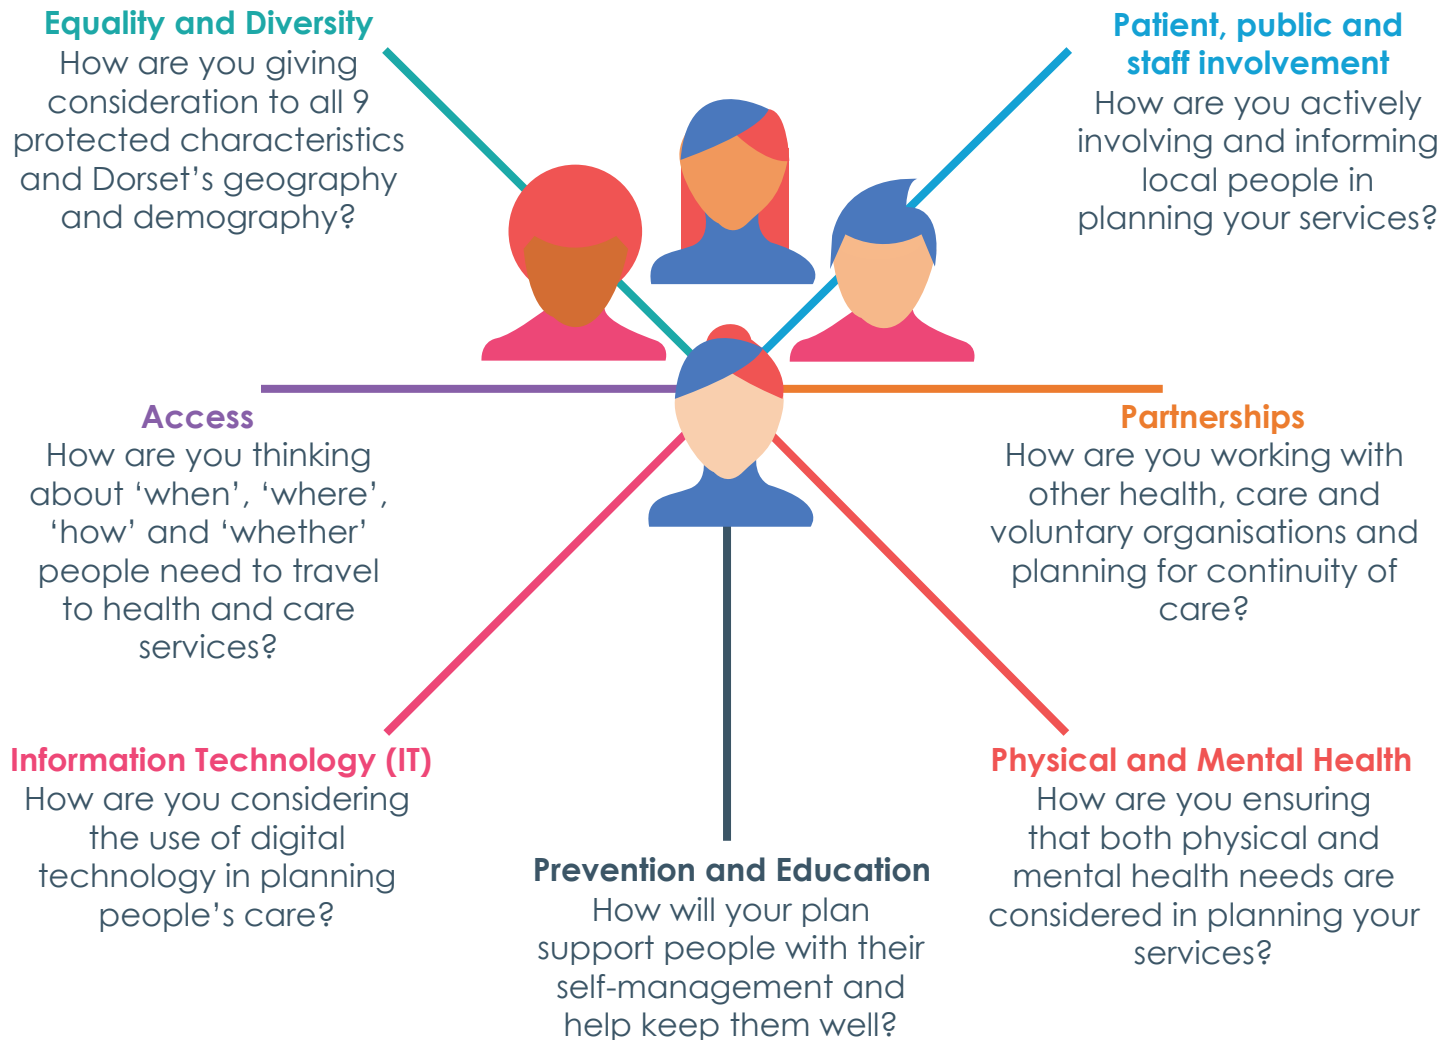 Equality and Diversity
How are you giving
consideration to all 9
protected characteristics
and Dorset's geography
and demography?
Patient, public and
staff involvement
How are you actively
involving and informing
local people in
planning your services?
Access
How are you thinking
about ‘when’, ‘where’,
‘how’ and ‘whether’
people need to travel
to health and care
services?
Partnerships
How are you working with
other health, care and
voluntary organisations and
planning for continuity of
care?
Information Technology (IT)
How are you considering
the use of digital
technology in planning
people’s care?
Prevention and Education
How will your plan
support people with their
self-management and
help keep them well?
Physical and Mental Health
How are you ensuring
that both physical and
mental health needs are
considered in planning your
services?